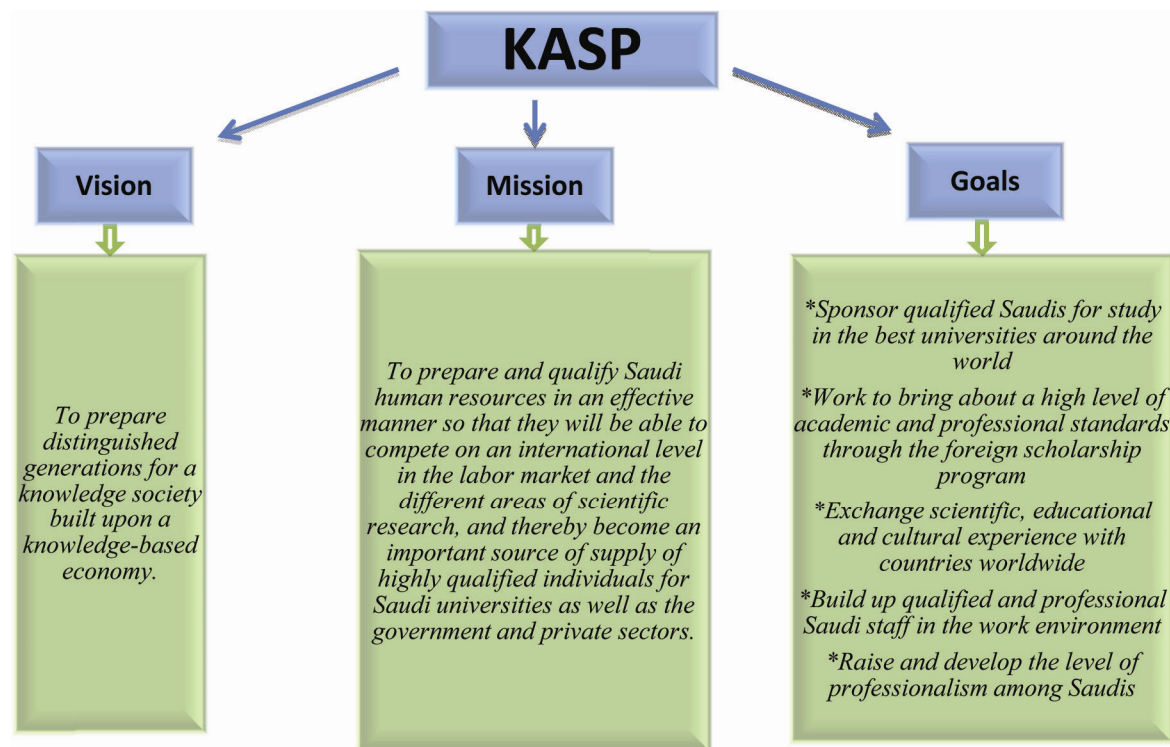 KASP
Vision
Mission
Goals
To prepare
distinguished
generations for a
knowledge society
built upon a
knowledge-based
economy.
To prepare and qualify Saudi
human resources in an effective
manner so that they will be able to
compete on an international level
in the labor market and the
different areas of scientific
research, and thereby become an
important source of supply of
highly qualified individuals for
Saudi universities as well as the
government and private sectors.
*Sponsor qualified Saudis for study
in the best universities around the
world
*Work to bring about a high level of
academic and professional standards
through the foreign scholarship
program
*Exchange scientific, educational
and cultural experience with
countries worldwide
*Build up qualified and professional
Saudi staff in the work environment
*Raise and develop the level of
professionalism among Saudis